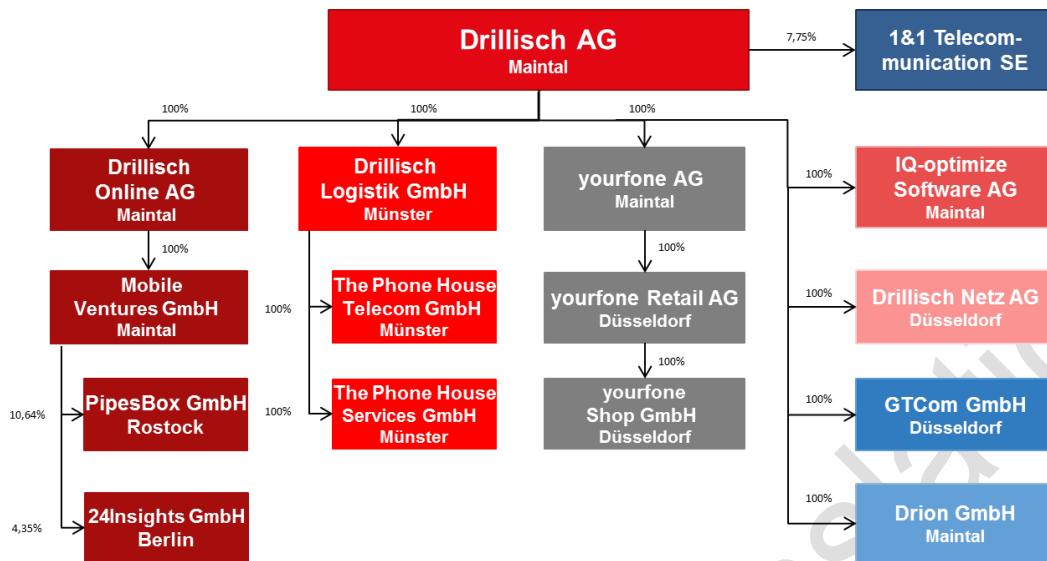 Drillisch AG
Maintal
7,75%
1&1 Telecom-
munication SE
100%
100%
100%
Drillisch
Online AG
Maintal
Drillisch
Logistik GmbH
Münster
yourfone AG
Maintal
100%
IQ-optimize
Software AG
Maintal
100%
Mobile
Ventures GmbH
Maintal
100%
The Phone House
Telecom GmbH
Münster
100%
yourfone Retail AG
Düsseldorf
100%
Drillisch Netz AG
Düsseldorf
10,64%
PipesBox GmbH
Rostock
100%
The Phone House
Services GmbH
Münster
100%
yourfone
Shop GmbH
Düsseldorf
100%
GTCom GmbH
Düsseldorf
4,35%
24Insights GmbH
Berlin
100%
Drion GmbH
Maintal